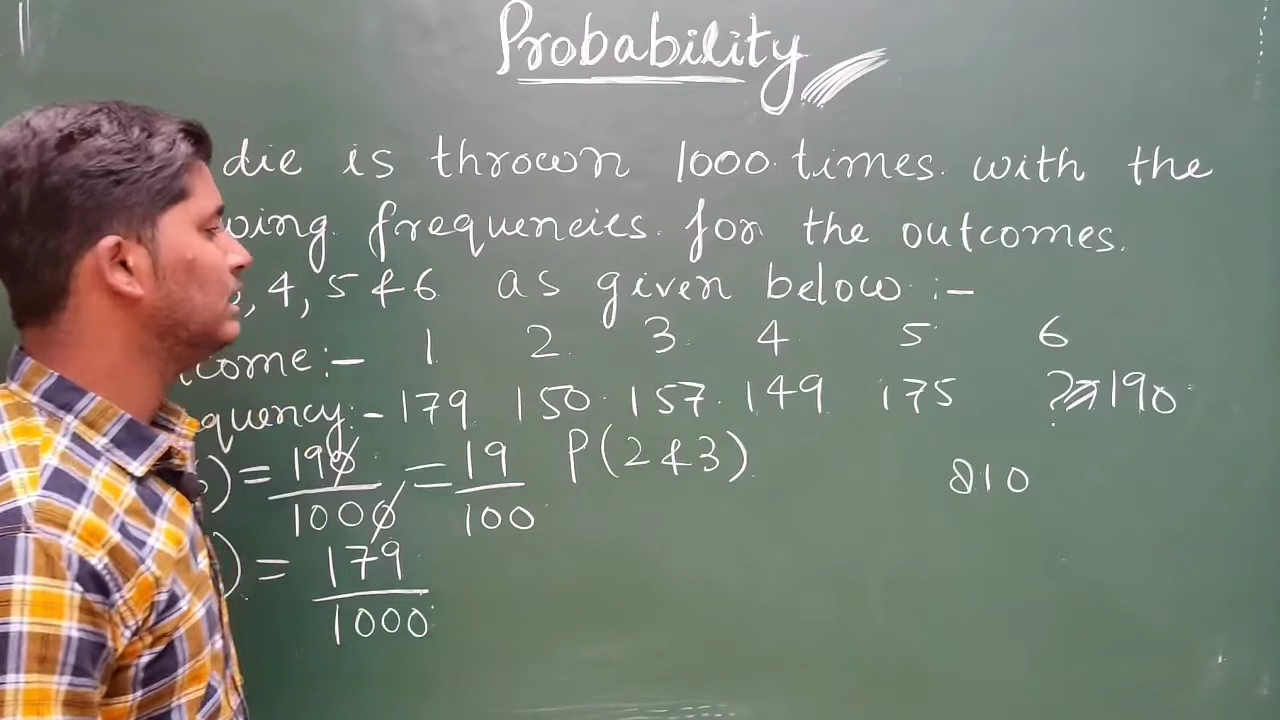 Probability
die is thrown 1000 times. with the
wing frequencies for the outcomes.
, 4, 5 & 6 as given below :-
come :- 1 2 3 4 5 6
quency :- 179 150 157 149 175 ? 190
) = 190/1000 = 19/100 P(2 & 3) 810
) = 179/1000